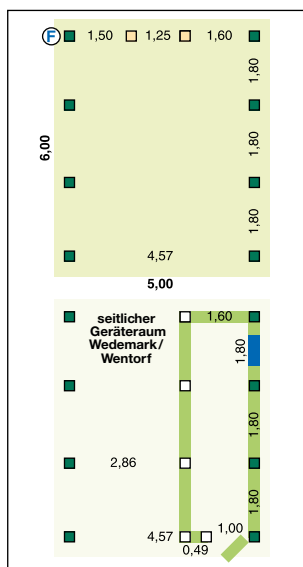 F 1,50 1,25 1,60
1,80
1,80
6,00
1,80
4,57
5,00
seitlicher
Geräteraum
Wedemark/
Wentorf
1,60
1,80
1,80
2,86
1,80
1,00
4,57
0,49